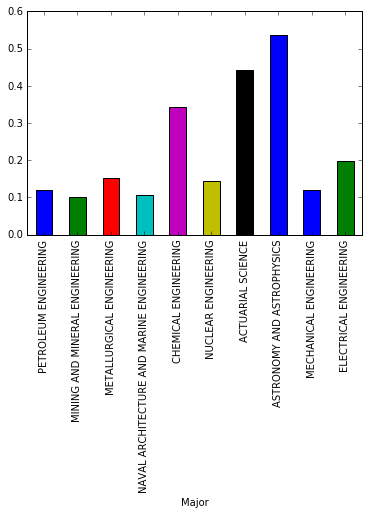 0.6
0.5
0.4
0.3
0.2
0.1
0.0
PETROLEUM ENGINEERING
MINING AND MINERAL ENGINEERING
METALLURGICAL ENGINEERING
NAVAL ARCHITECTURE AND MARINE ENGINEERING
CHEMICAL ENGINEERING
NUCLEAR ENGINEERING
ACTUARIAL SCIENCE
ASTRONOMY AND ASTROPHYSICS
MECHANICAL ENGINEERING
ELECTRICAL ENGINEERING
Major